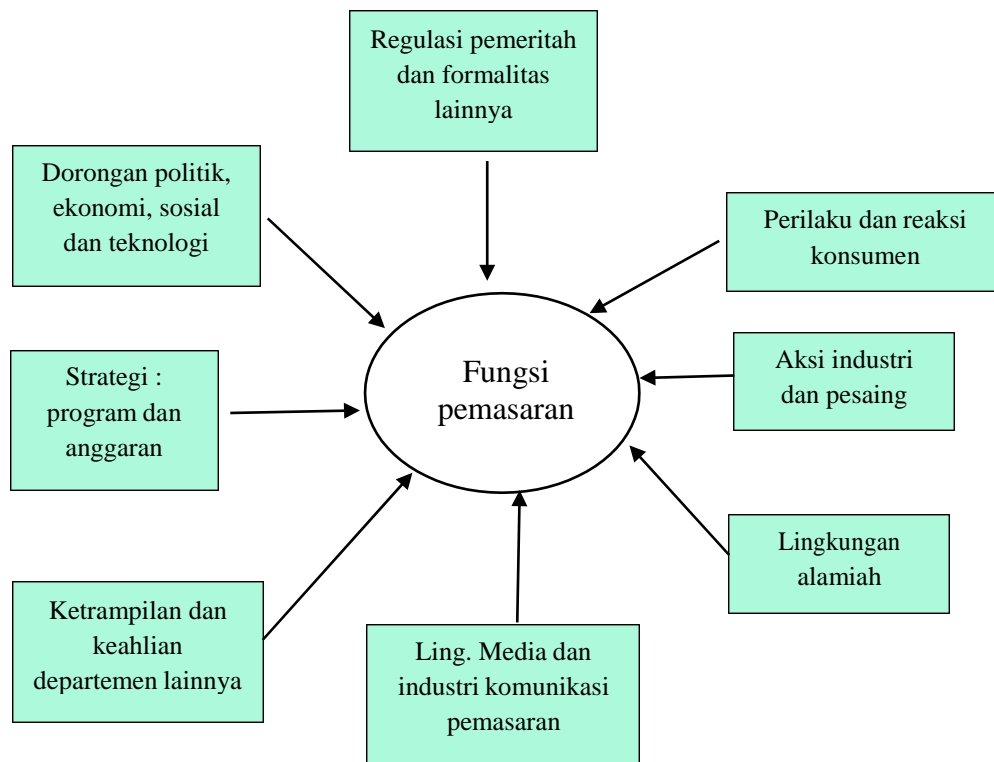 Regulasi pemeritah
dan formalitas
lainnya
Dorongan politik,
ekonomi, sosial
dan teknologi
Perilaku dan reaksi
konsumen
Strategi :
program dan
anggaran
Fungsi
pemasaran
Aksi industri
dan pesaing
Lingkungan
alamiah
Ketrampilan dan
keahlian
departemen lainnya
Ling. Media dan
industri komunikasi
pemasaran